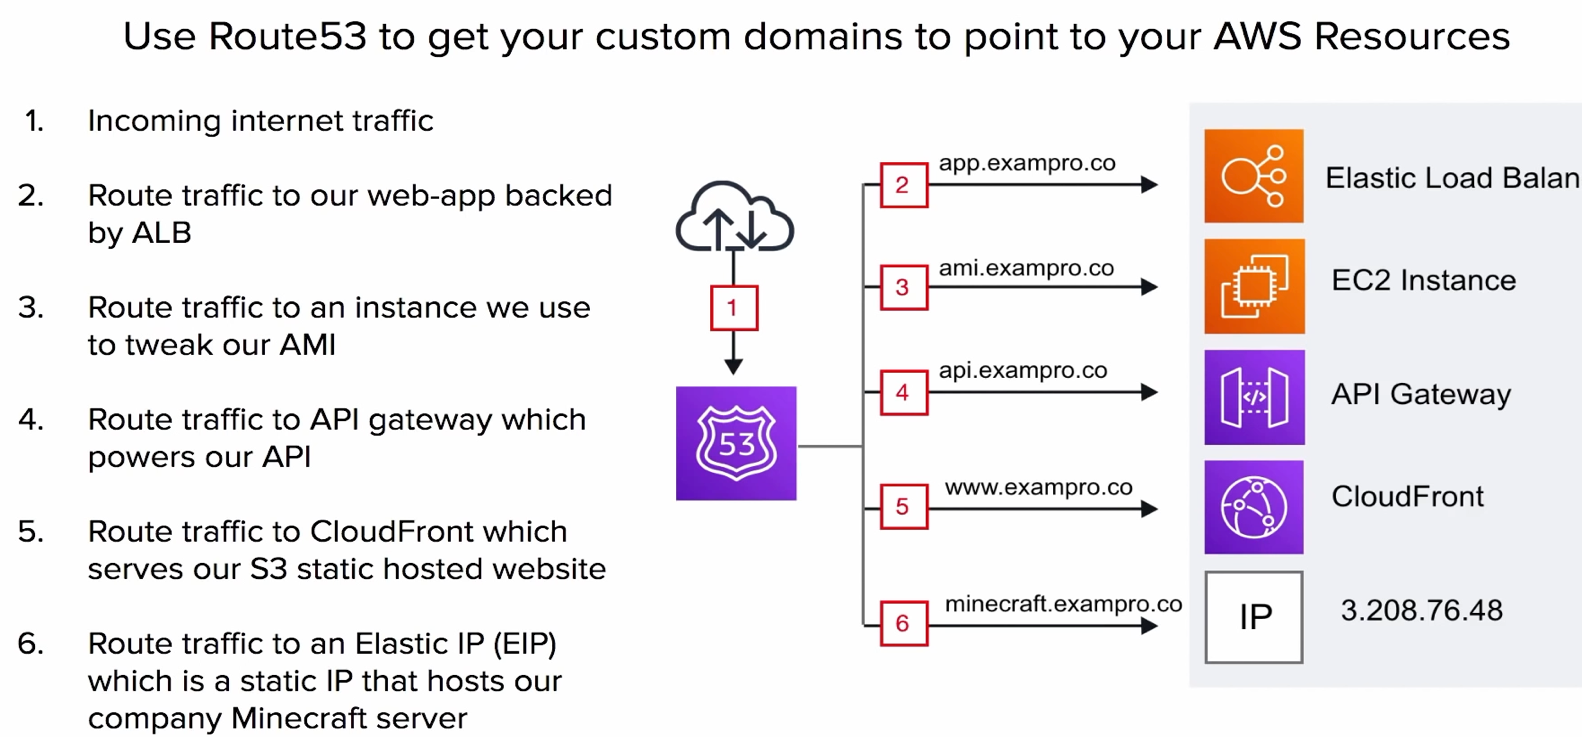 Use Route53 to get your custom domains to point to your AWS Resources
1. Incoming internet traffic
2. Route traffic to our web-app backed
by ALB
3. Route traffic to an instance we use
to tweak our AMI
4. Route traffic to API gateway which
powers our API
5. Route traffic to CloudFront which
serves our S3 static hosted website
6. Route traffic to an Elastic IP (EIP)
which is a static IP that hosts our
company Minecraft server
1
53
2 app.exampro.co
3 ami.exampro.co
4 api.exampro.co
5 www.exampro.co
6 minecraft.exampro.co
Elastic Load Balan
EC2 Instance
</>
API Gateway
CloudFront
IP 3.208.76.48